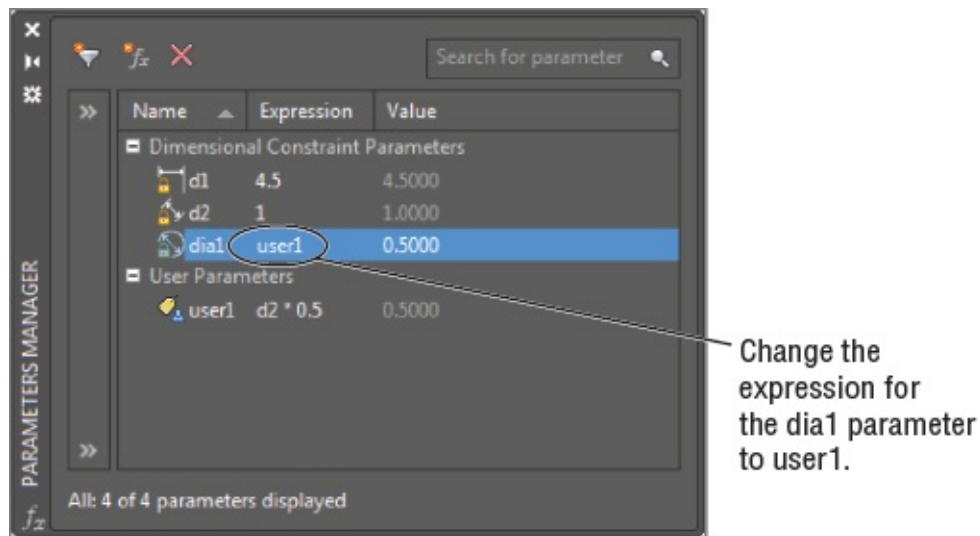 Search for parameter
Name Expression Value
Dimensional Constraint Parameters
d1 4.5 4.5000
d2 1 1.0000
dia1 user1 0.5000
User Parameters
user1 d2 * 0.5 0.5000
All: 4 of 4 parameters displayed
PARAMETERS MANAGER
fx
Change the
expression for
the dia1 parameter
to user1.